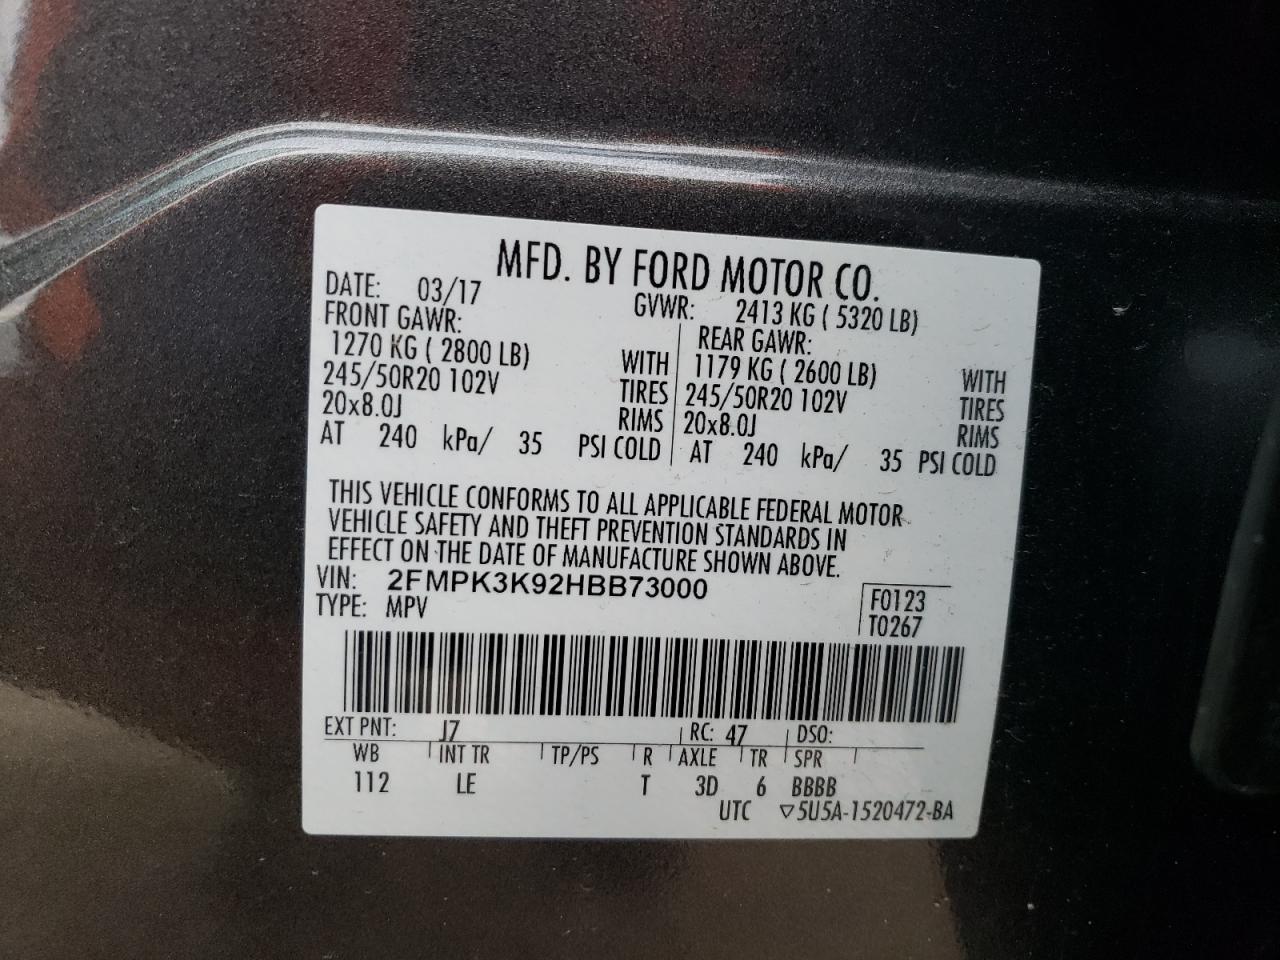 MFD. BY FORD MOTOR CO.
DATE: 03/17 GVWR: 2413 KG ( 5320 LB)
FRONT GAWR: REAR GAWR:
1270 KG ( 2800 LB) WITH 1179 KG ( 2600 LB) WITH
245/50R20 102V TIRES 245/50R20 102V TIRES
20x8.0J RIMS 20x8.0J RIMS
AT 240 kPa/ 35 PSI COLD AT 240 kPa/ 35 PSI COLD
THIS VEHICLE CONFORMS TO ALL APPLICABLE FEDERAL MOTOR
VEHICLE SAFETY AND THEFT PREVENTION STANDARDS IN
EFFECT ON THE DATE OF MANUFACTURE SHOWN ABOVE.
VIN: 2FMPK3K92HBB73000 F0123
TYPE: MPV T0267
EXT PNT: J7 RC: 47 DSO:
WB INT TR TP/PS R AXLE TR SPR
112 LE T 3D 6 BBBB
UTC ▽5U5A-1520472-BA